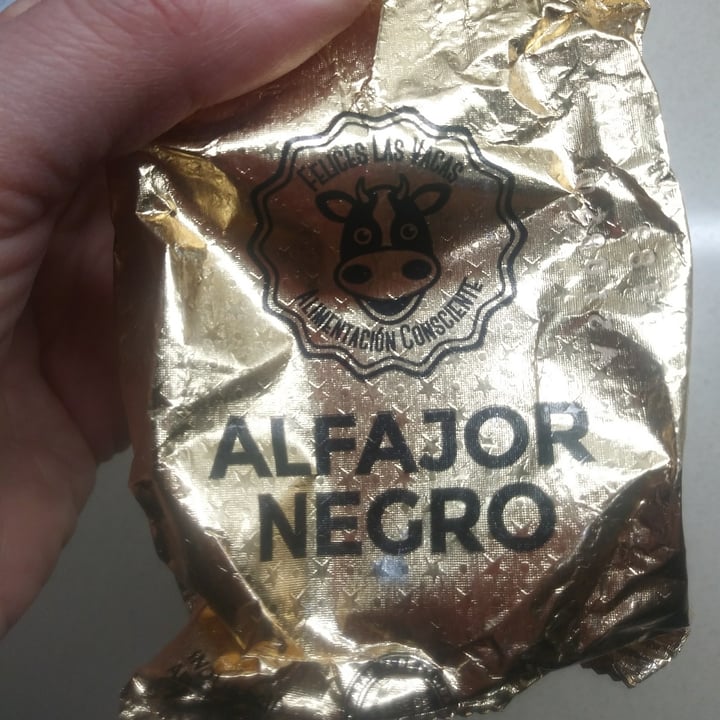 FELICES LAS VACAS
ALIMENTACIÓN CONSCIENTE
ALFAJOR
NEGRO